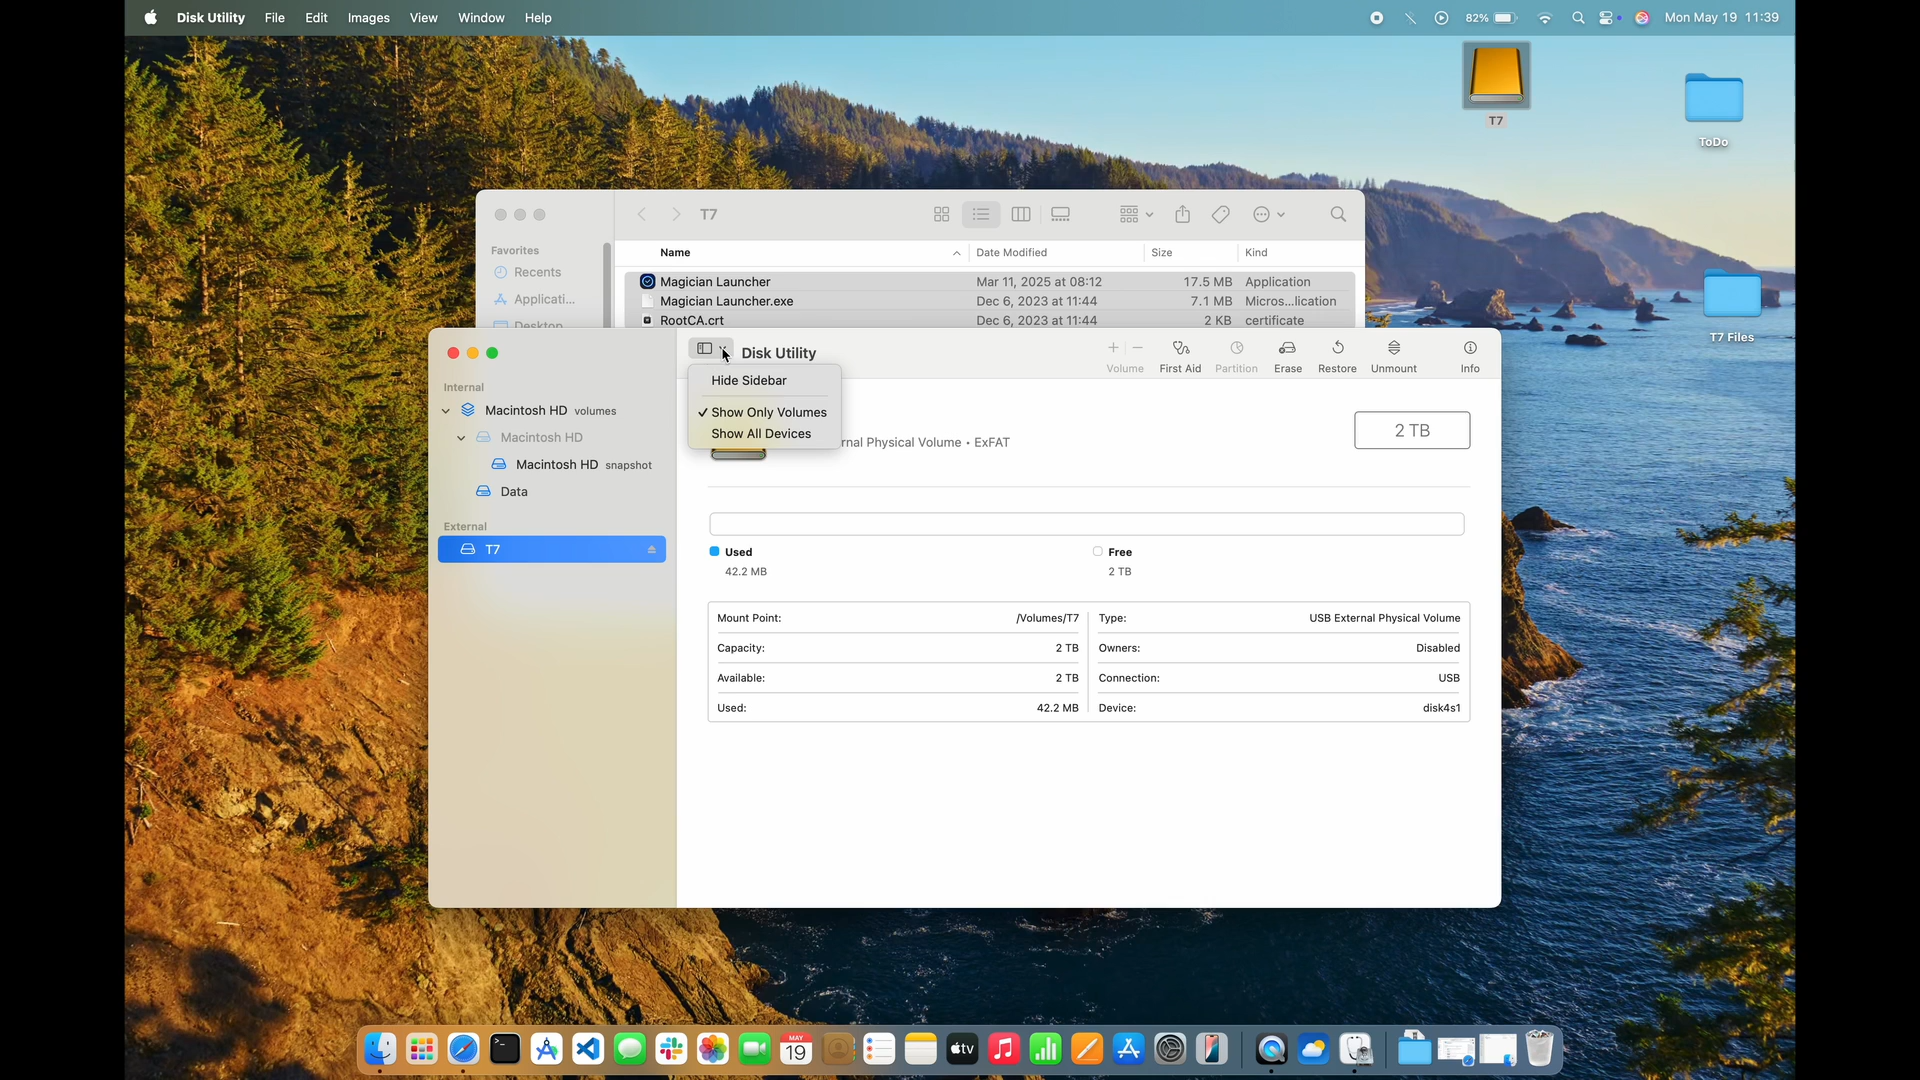 Disk Utility File Edit Images View Window Help
82% Mon May 19 11:39
T7
ToDo
T7 Files
T7
Favorites
Recents
Applicati...
Desktop
Name Date Modified Size Kind
Magician Launcher Mar 11, 2025 at 08:12 17.5 MB Application
Magician Launcher.exe Dec 6, 2023 at 11:44 7.1 MB Micros...lication
RootCA.crt Dec 6, 2023 at 11:44 2 KB certificate
Disk Utility
Volume First Aid Partition Erase Restore Unmount Info
Internal
Macintosh HD volumes
Macintosh HD
Macintosh HD snapshot
Data
External
T7
Hide Sidebar
Show Only Volumes
Show All Devices
rnal Physical Volume • ExFAT
2 TB
Used
42.2 MB
Free
2 TB
Mount Point: /Volumes/T7
Capacity: 2 TB
Available: 2 TB
Used: 42.2 MB
Type: USB External Physical Volume
Owners: Disabled
Connection: USB
Device: disk4s1
MAY
19
tv